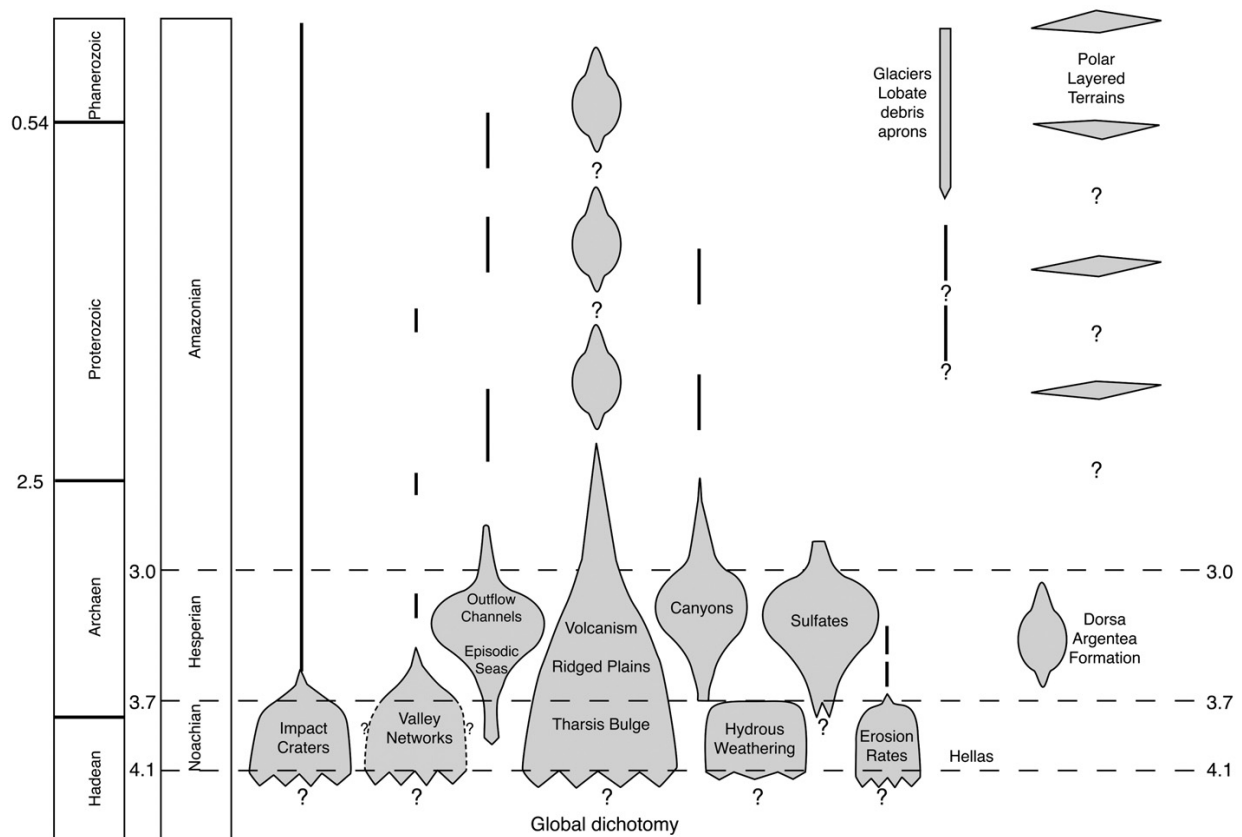 Phanerozoic
0.54
Proterozoic
2.5
Archaen
Hadean
Amazonian
Hesperian
Noachian
3.0
3.7
4.1
Impact
Craters
?
?
Valley
Networks
?
?
Outflow
Channels
Episodic
Seas
?
?
?
Volcanism
Ridged Plains
Tharsis Bulge
?
Canyons
Hydrous
Weathering
?
Sulfates
?
Erosion
Rates
?
Glaciers
Lobate
debris
aprons
?
?
Polar
Layered
Terrains
?
?
?
Dorsa
Argentea
Formation
Hellas
3.0
3.7
4.1
Global dichotomy